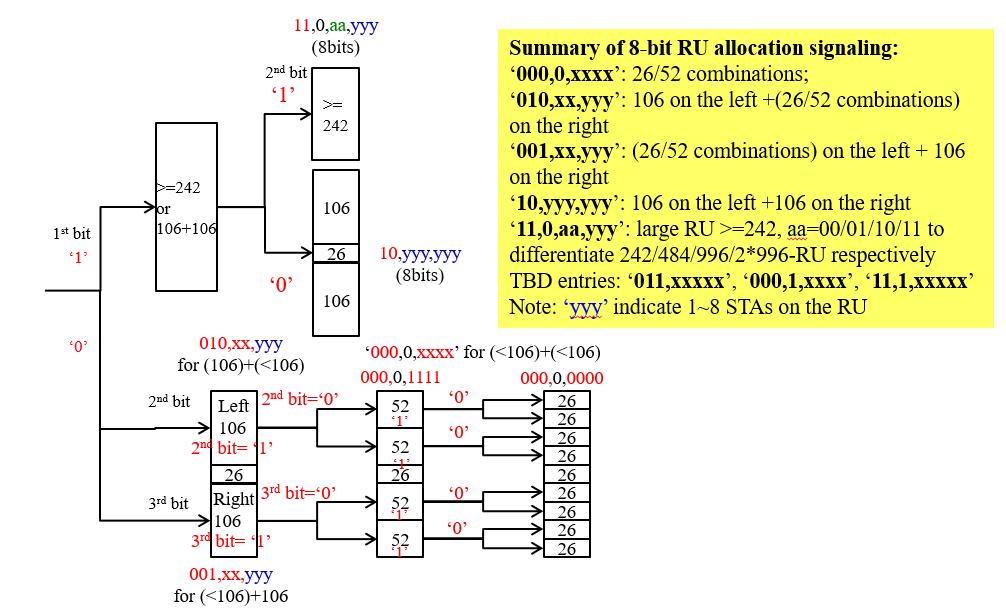 11,0,aa,yyy
(8bits)
2nd bit
‘1’
>=
242
>=242
or
106+106
1st bit
‘1’
106
26
106
10,yyy,yyy
(8bits)
‘0’
‘0’
Summary of 8-bit RU allocation signaling:
‘000,0,xxxx’: 26/52 combinations;
‘010,xx,yyy’: 106 on the left +(26/52 combinations)
on the right
‘001,xx,yyy’: (26/52 combinations) on the left + 106
on the right
‘10,yyy,yyy’: 106 on the left +106 on the right
‘11,0,aa,yyy’: large RU >=242, aa=00/01/10/11 to
differentiate 242/484/996/2*996-RU respectively
TBD entries: ‘011,xxxxx’, ‘000,1,xxxx’, ‘11,1,xxxxx’
Note: ‘yyy’ indicate 1~8 STAs on the RU
010,xx,yyy
for (106)+(<106)
‘000,0,xxxx’ for (<106)+(<106)
000,0,1111
000,0,0000
2nd bit
Left
106
2nd bit= ‘1’
2nd bit=‘0’
26
3rd bit
Right
106
3rd bit= ‘1’
3rd bit=‘0’
52
‘1’
52
‘1’
26
52
‘1’
52
‘1’
‘0’
‘0’
‘0’
‘0’
26
26
26
26
26
26
26
26
26
001,xx,yyy
for (<106)+106